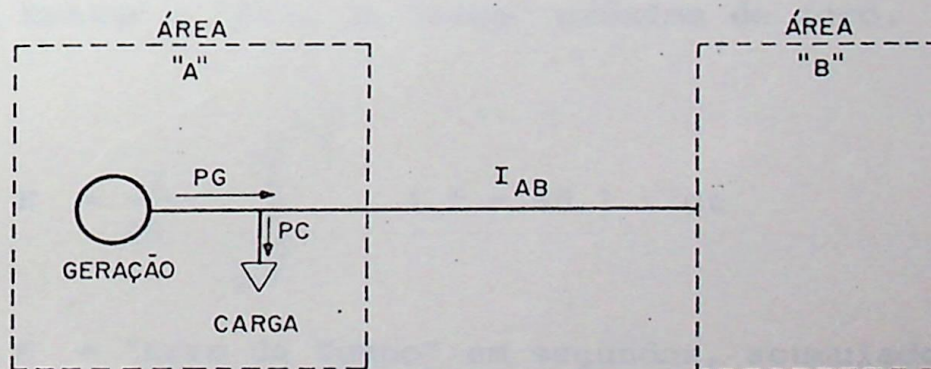 ÁREA
"A"
ÁREA
"B"
PG
I AB
PC
GERAÇÃO
CARGA